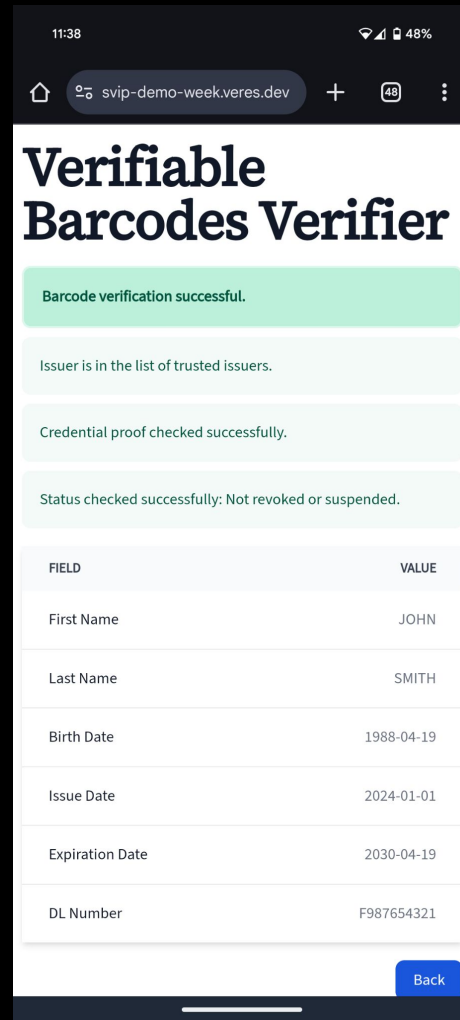 11:38
48%
svip-demo-week.veres.dev
48
Verifiable
Barcodes Verifier
Barcode verification successful.
Issuer is in the list of trusted issuers.
Credential proof checked successfully.
Status checked successfully: Not revoked or suspended.
FIELD VALUE
First Name JOHN
Last Name SMITH
Birth Date 1988-04-19
Issue Date 2024-01-01
Expiration Date 2030-04-19
DL Number F987654321
Back